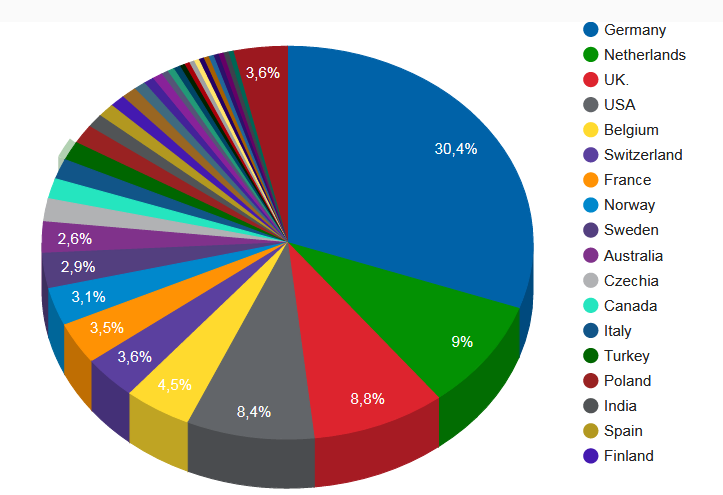 3,6%
30,4%
2,6%
2,9%
3,1%
3,5%
3,6%
4,5%
8,4%
8,8%
9%
Germany
Netherlands
UK.
USA
Belgium
Switzerland
France
Norway
Sweden
Australia
Czechia
Canada
Italy
Turkey
Poland
India
Spain
Finland